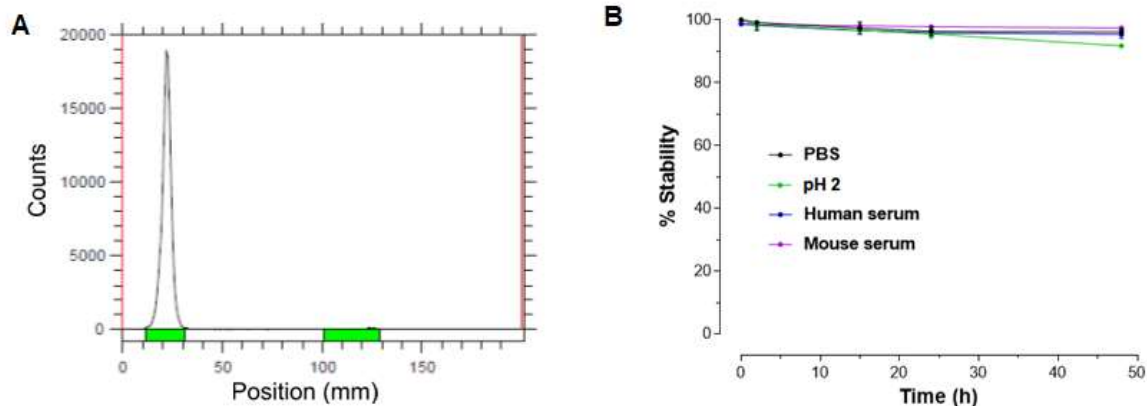 A
20000
15000
10000
5000
0
Counts
0
50
100
150
Position (mm)
B
100
80
60
40
20
0
% Stability
PBS
pH 2
Human serum
Mouse serum
0
10
20
30
40
50
Time (h)